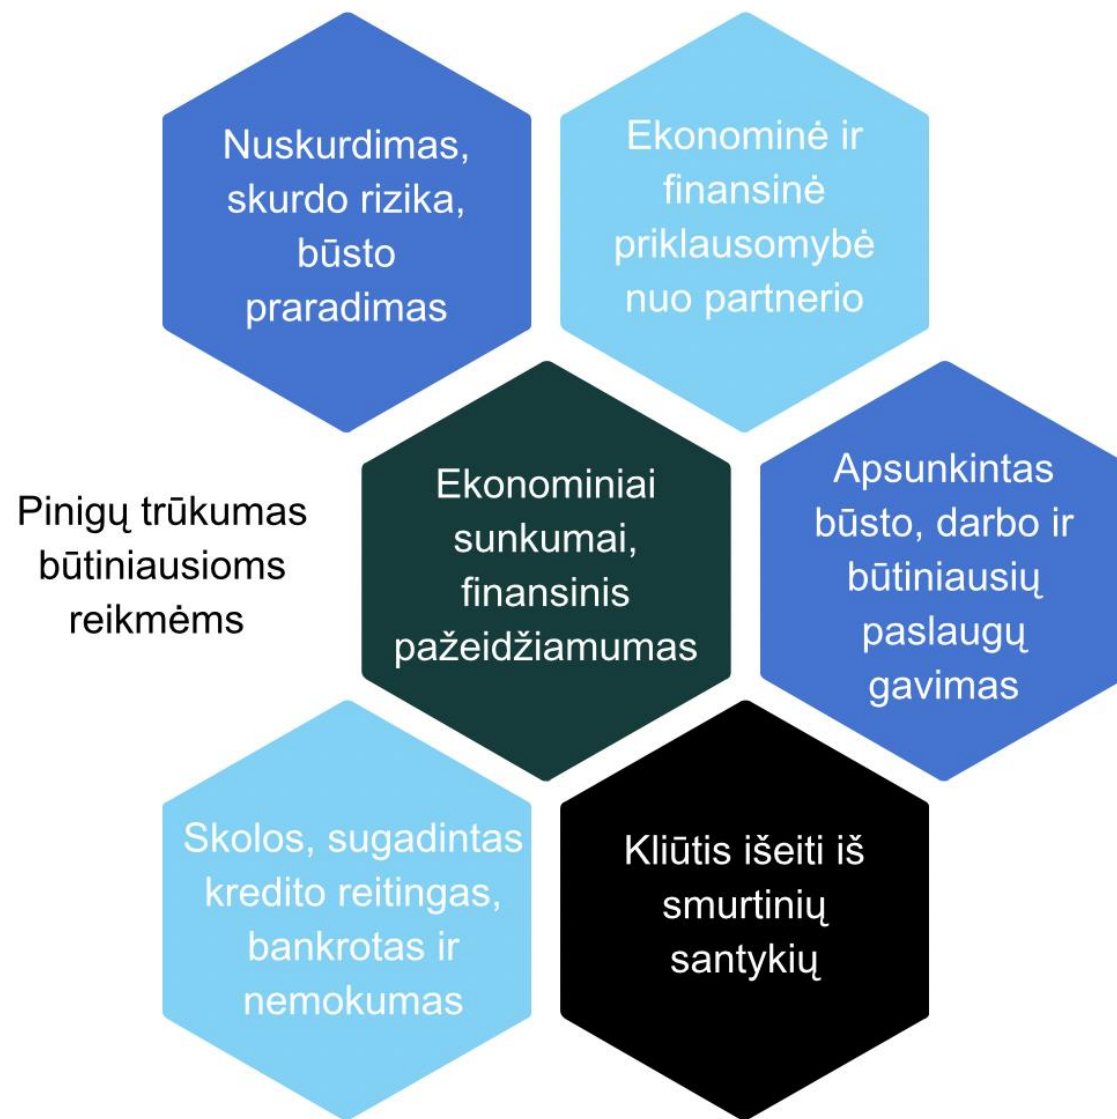 Nuskurdimas,
skurdo rizika,
būsto
praradimas
Ekonominė ir
finansinė
priklausomybė
nuo partnerio
Pinigų trūkumas
būtiniausioms
reikmėms
Ekonominiai
sunkumai,
finansinis
pažeidžiamumas
Apsunkintas
būsto, darbo ir
būtiniausių
paslaugų
gavimas
Skolos, sugadintas
kredito reitingas,
bankrotas ir
nemokumas
Kliūtis išeiti iš
smurtinių
santykių